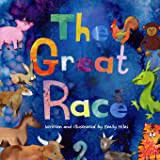 The
Great
Race
Written and illustrated by Emily Hiles